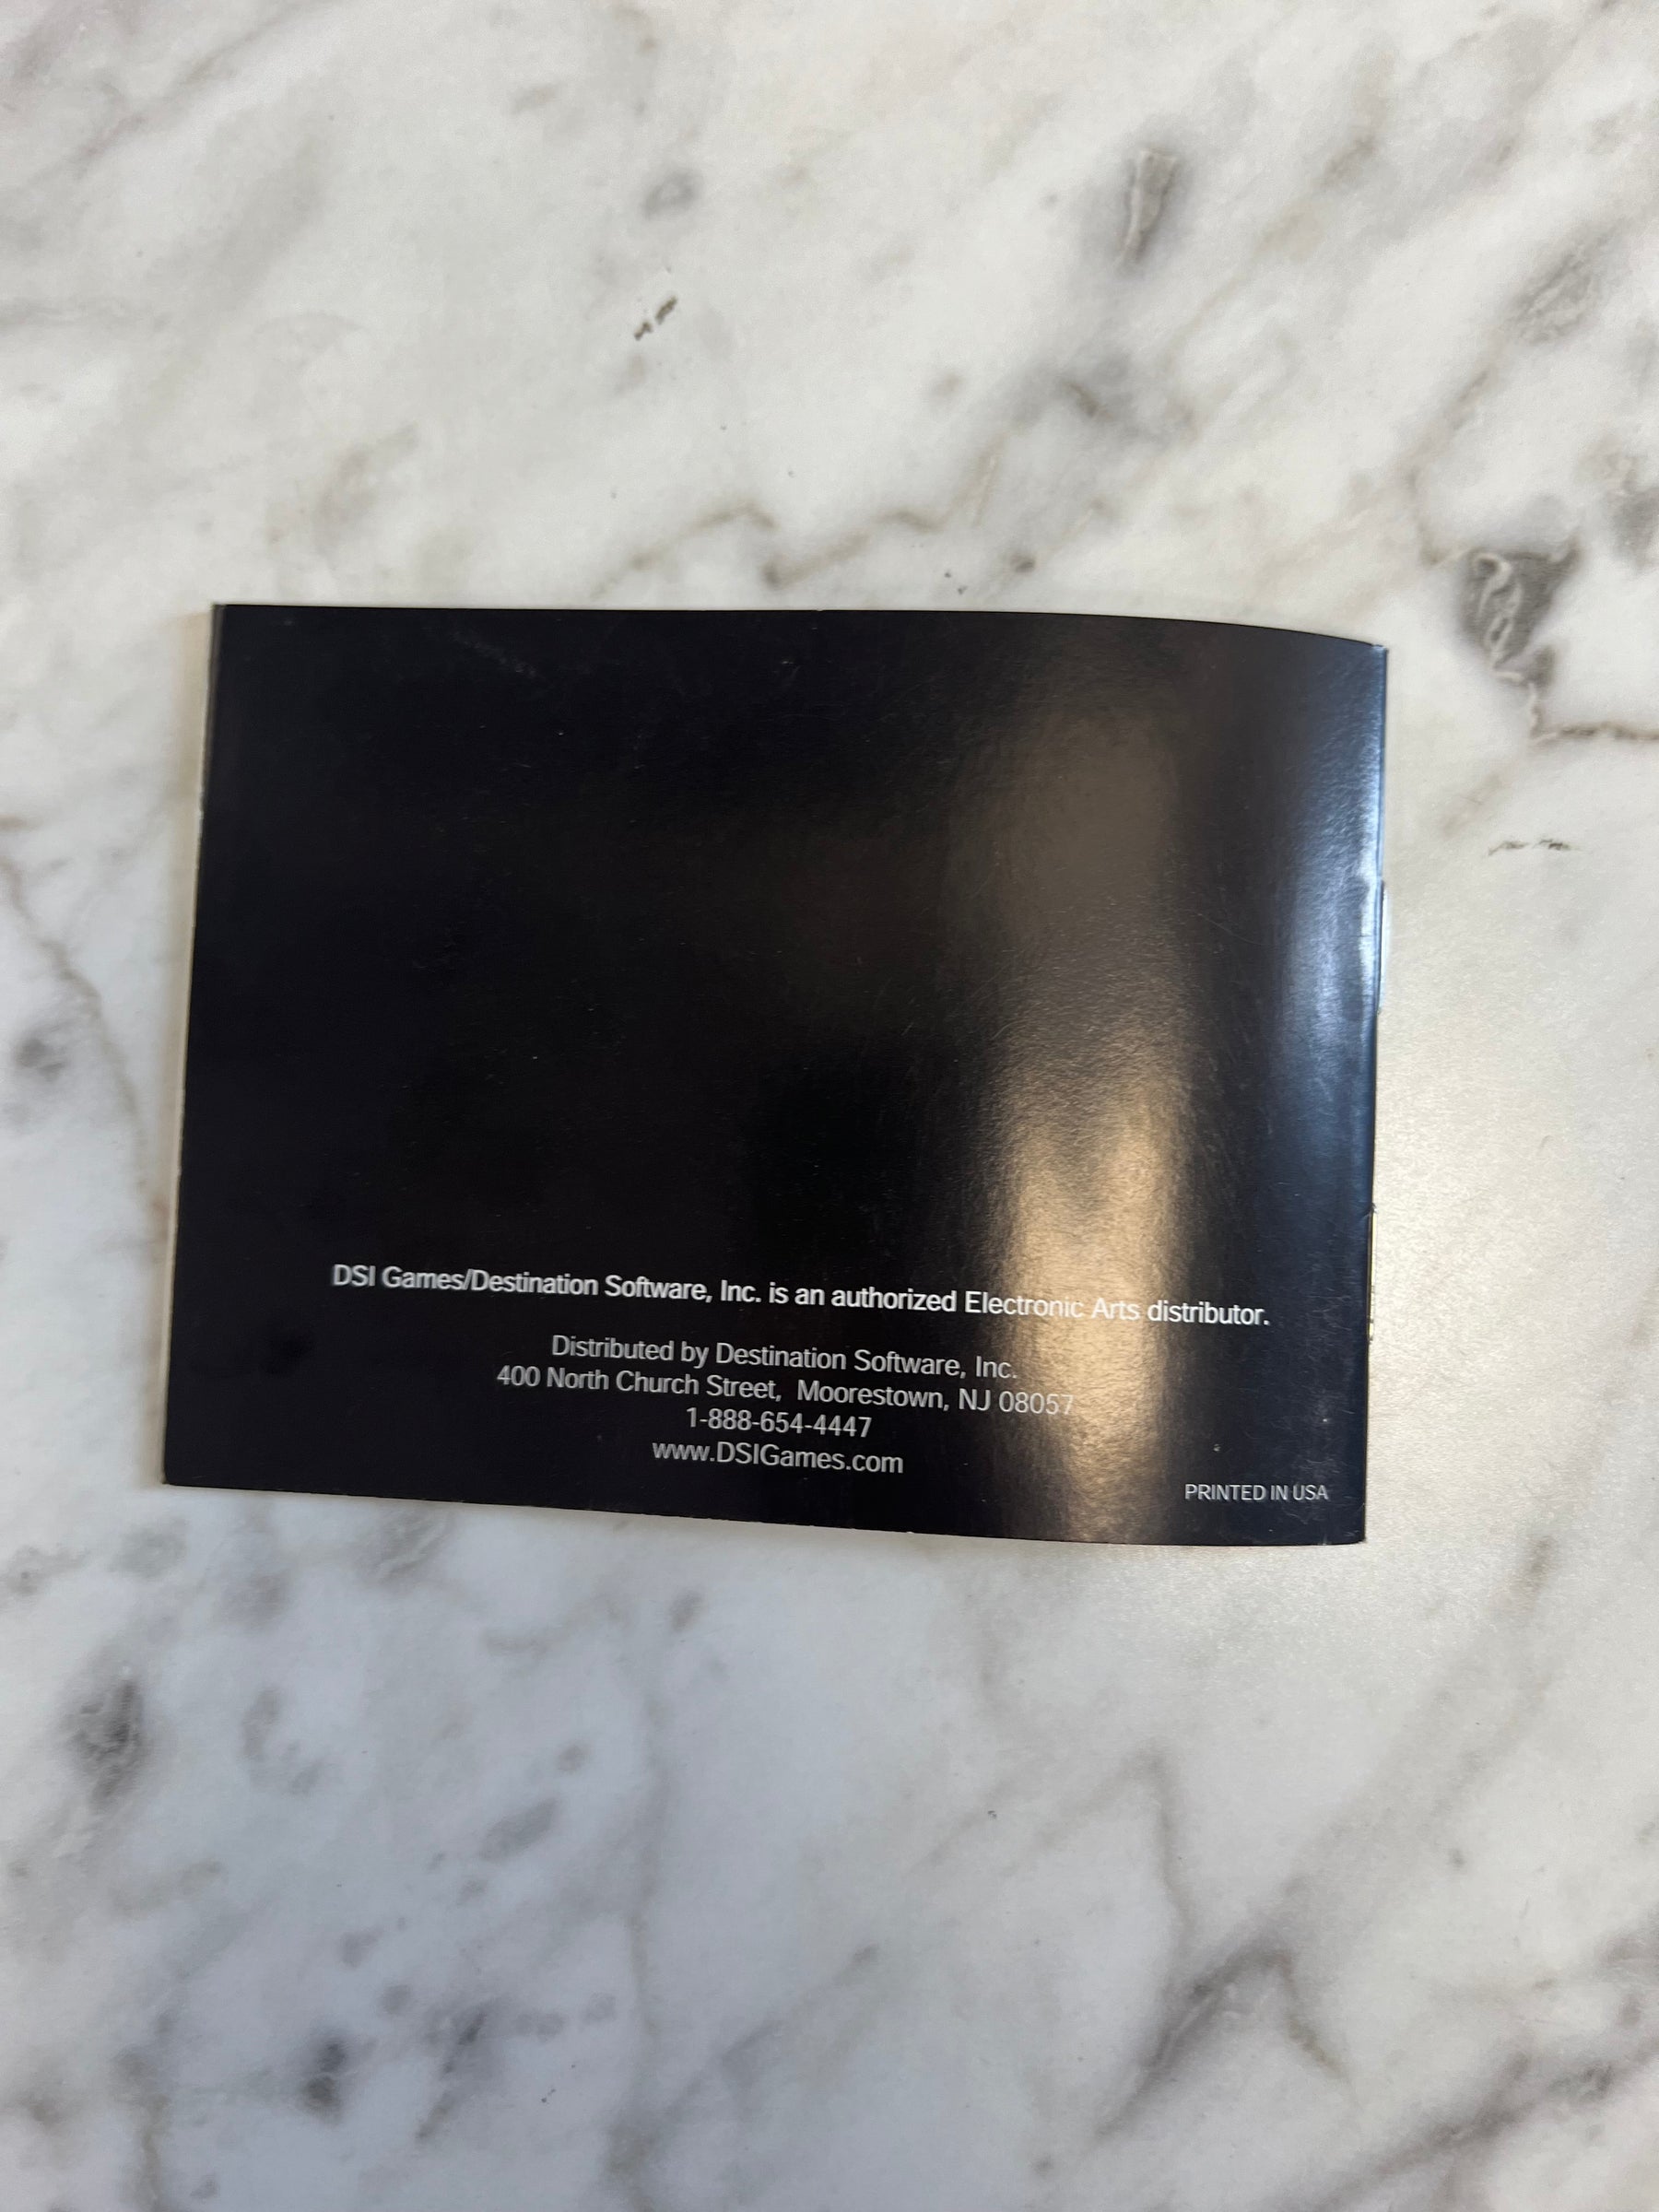 DSI Games/Destination Software, Inc. is an authorized Electronic Arts distributor.
Distributed by Destination Software, Inc.
400 North Church Street, Moorestown, NJ 08057
1-888-654-4447
www.DSIGames.com
PRINTED IN USA